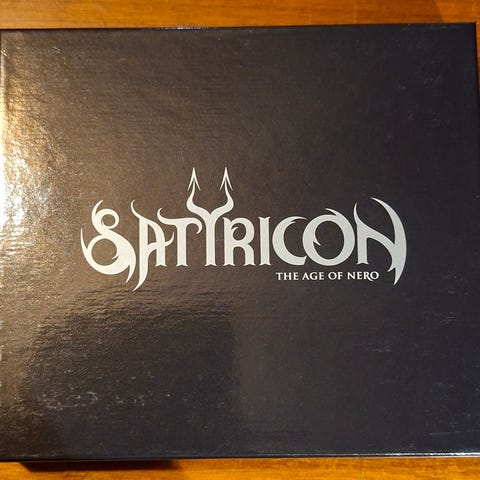 SATYRICON
THE AGE OF NERO